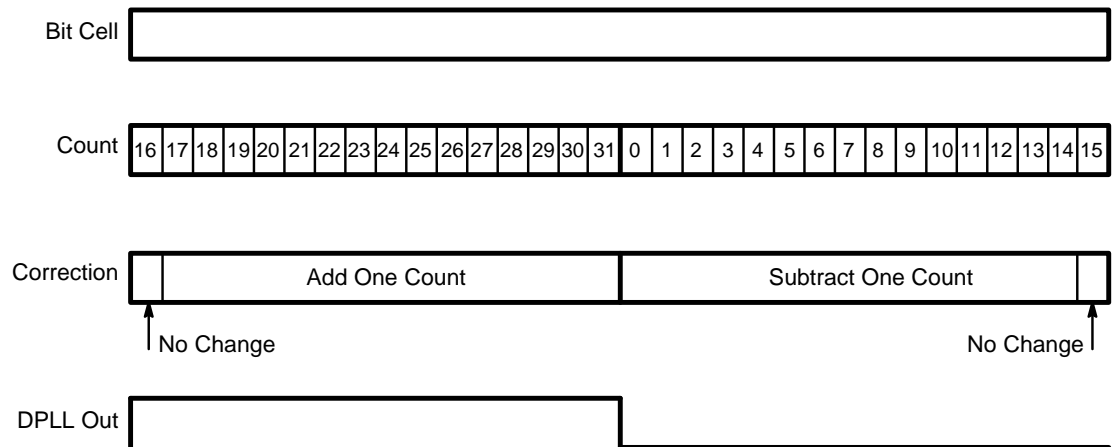 Bit Cell
Count 16 17 18 19 20 21 22 23 24 25 26 27 28 29 30 31 0 1 2 3 4 5 6 7 8 9 10 11 12 13 14 15
Correction Add One Count Subtract One Count
No Change No Change
DPLL Out